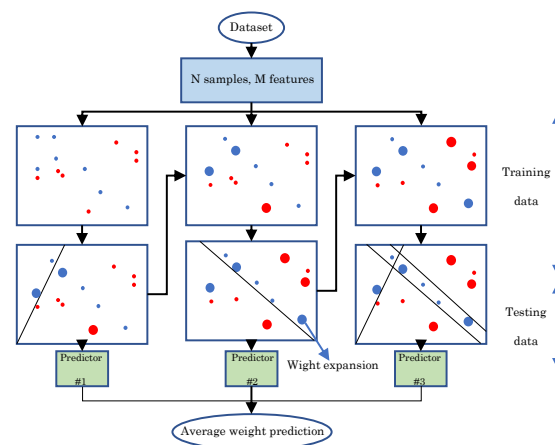 Dataset
N samples, M features
Training
data
Testing
data
Wight expansion
Predictor
#1
Predictor
#2
Predictor
#3
Average weight prediction